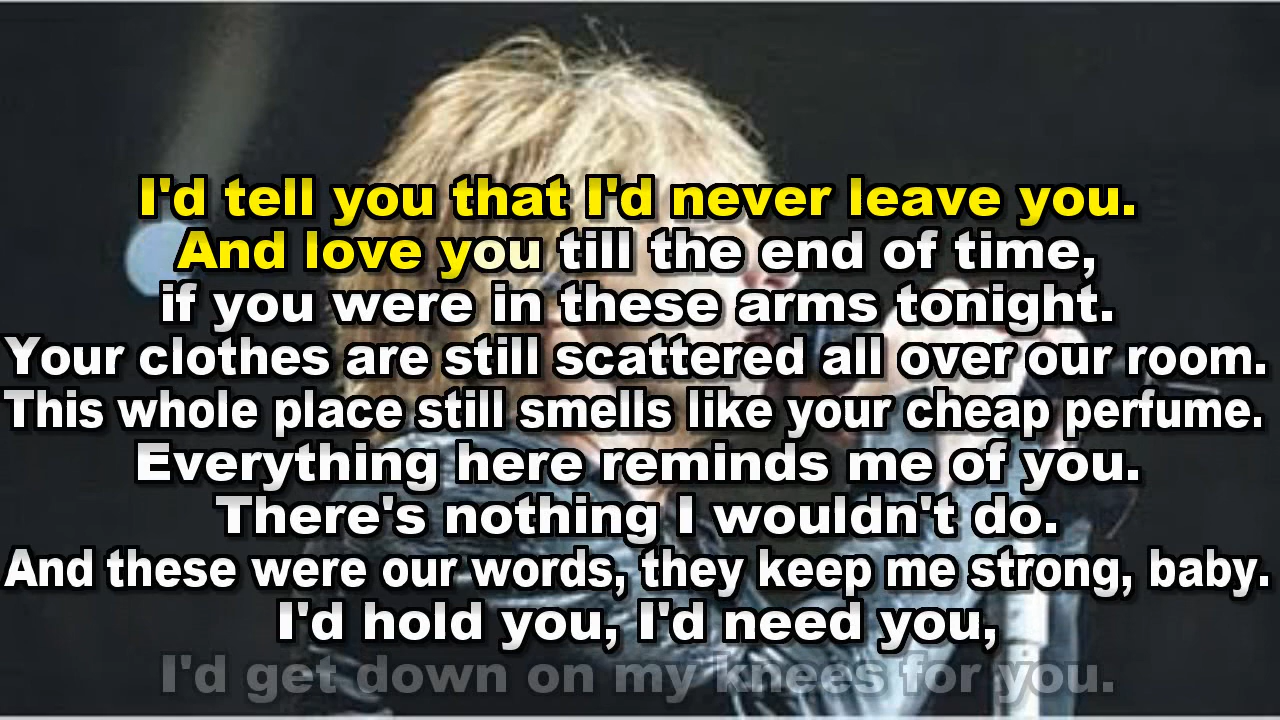 I'd tell you that I'd never leave you.
And love you till the end of time,
if you were in these arms tonight.
Your clothes are still scattered all over our room.
This whole place still smells like your cheap perfume.
Everything here reminds me of you.
There's nothing I wouldn't do.
And these were our words, they keep me strong, baby.
I'd hold you, I'd need you,
I'd get down on my knees for you.